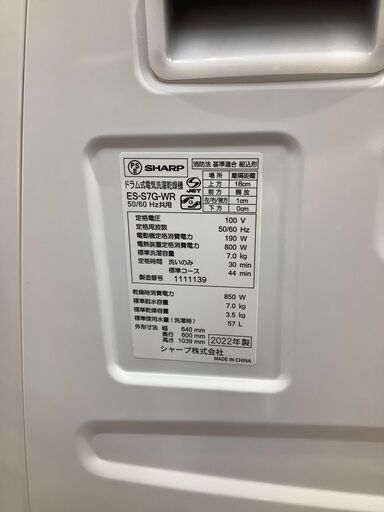 PS E SHARP
ドラム式電気洗濯乾燥機
ES-S7G-WR
50/60 Hz共用
JET
消防法 基準適合 組込形
場所 離隔距離
上方 18cm
前方 開放
左/右/後方 1cm
下方 0cm
定格電圧 100 V
定格周波数 50/60 Hz
電動機定格消費電力 190 W
電熱装置定格消費電力 800 W
標準洗濯容量 7.0 kg
定格時間 洗いのみ 30 min
標準コース 44 min
製造番号 1111139
乾燥時消費電力 850 W
標準脱水容量 7.0 kg
標準乾燥容量 3.5 kg
標準使用水量(洗濯時) 57 L
外形寸法 幅 640 mm
奥行 600 mm
高さ 1039 mm
シャープ株式会社
MADE IN CHINA
2022年製